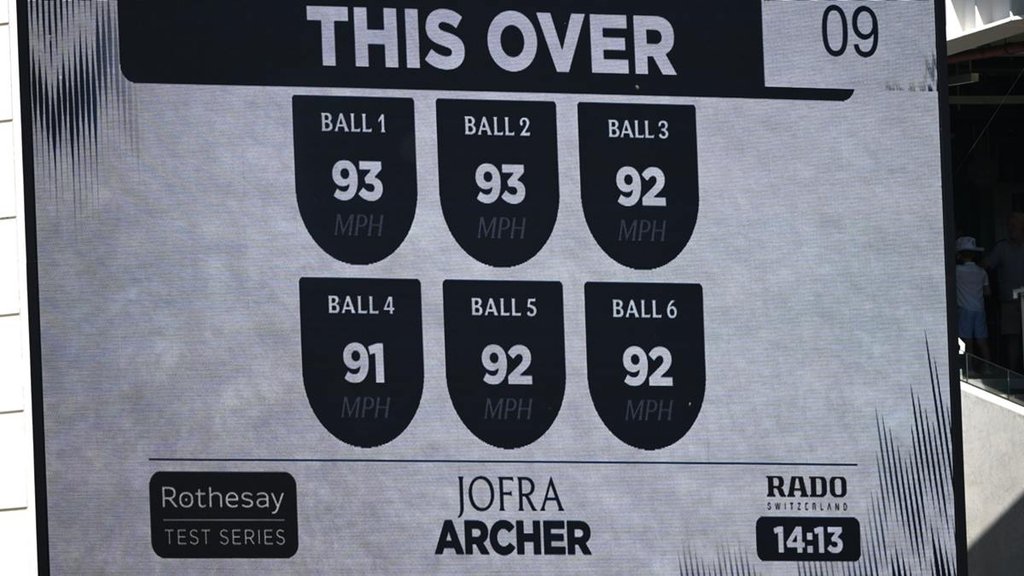 THIS OVER
09
BALL 1
93
MPH
BALL 2
93
MPH
BALL 3
92
MPH
BALL 4
91
MPH
BALL 5
92
MPH
BALL 6
92
MPH
Rothesay
TEST SERIES
JOFRA
ARCHER
RADO
SWITZERLAND
14:13